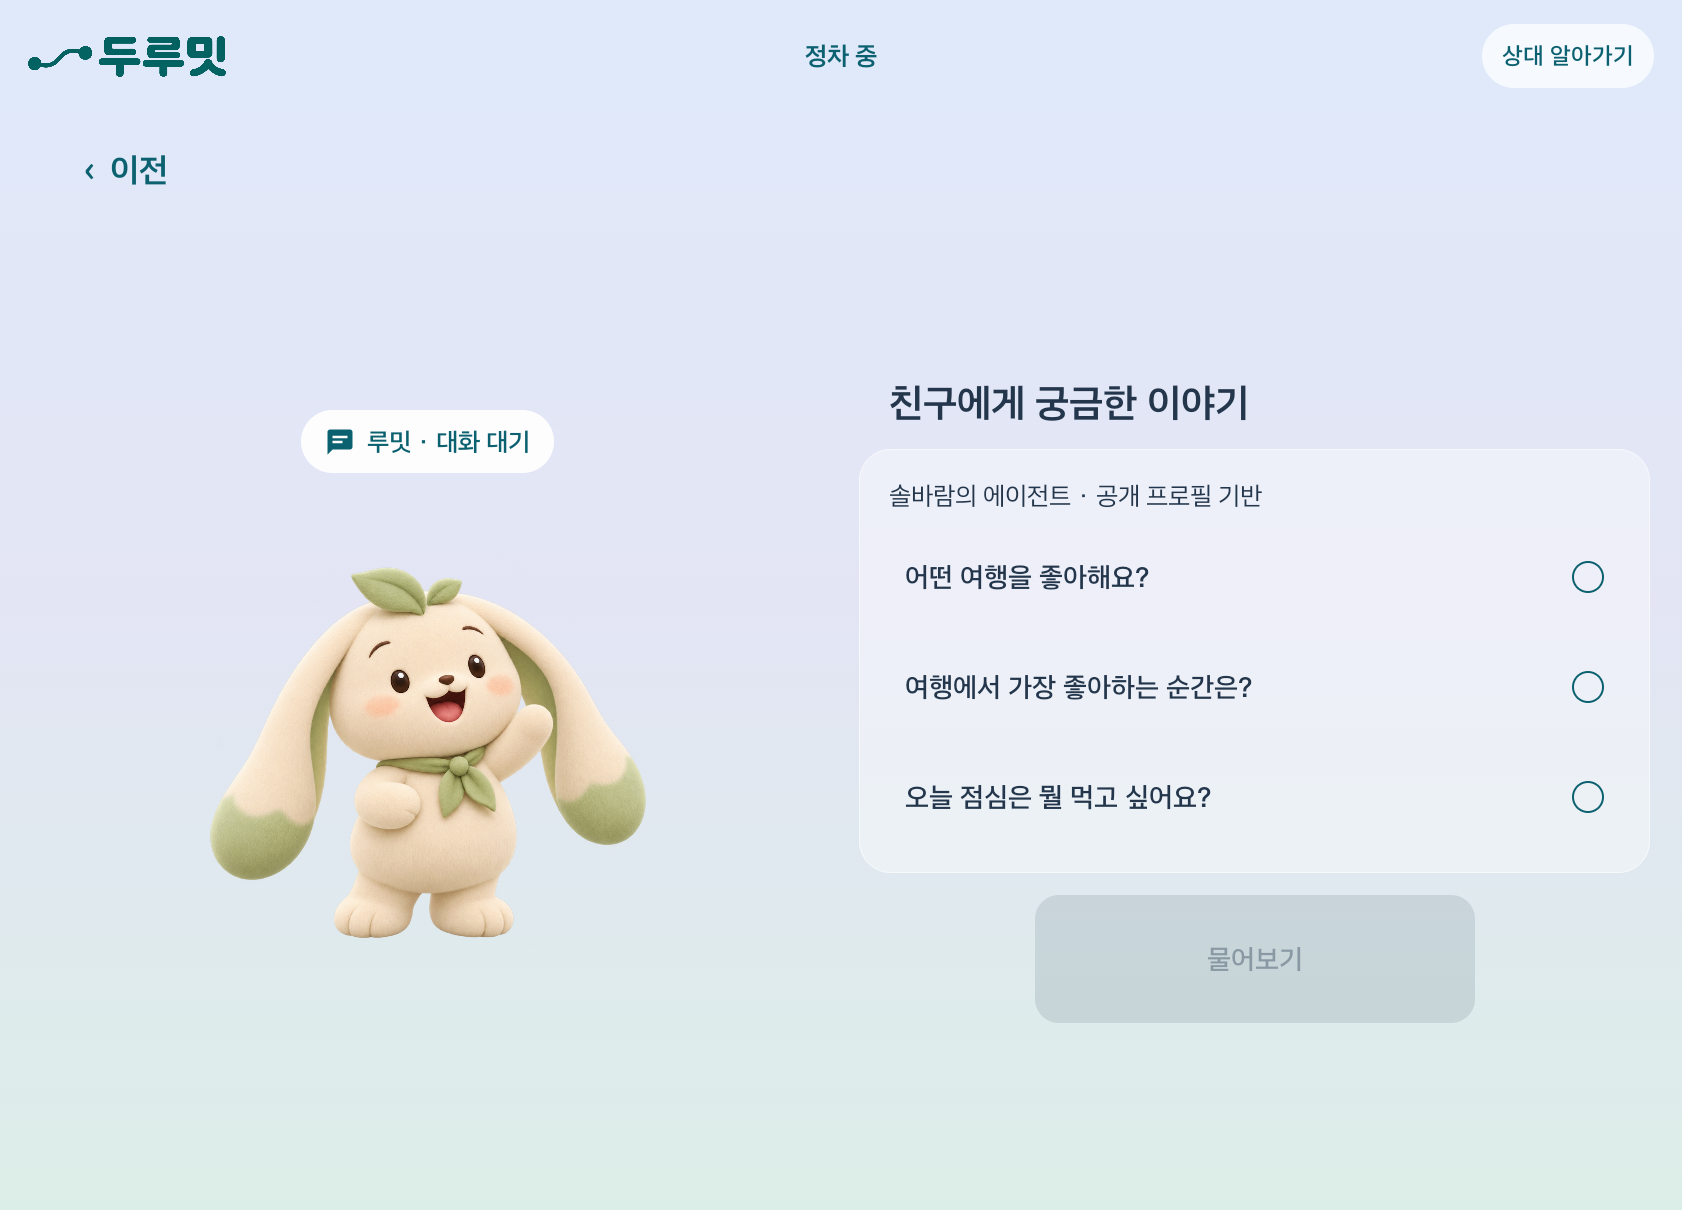 두루밋
정차 중
상대 알아가기
‹ 이전
루밋 · 대화 대기
친구에게 궁금한 이야기
솔바람의 에이전트 · 공개 프로필 기반
어떤 여행을 좋아해요?
여행에서 가장 좋아하는 순간은?
오늘 점심은 뭘 먹고 싶어요?
물어보기